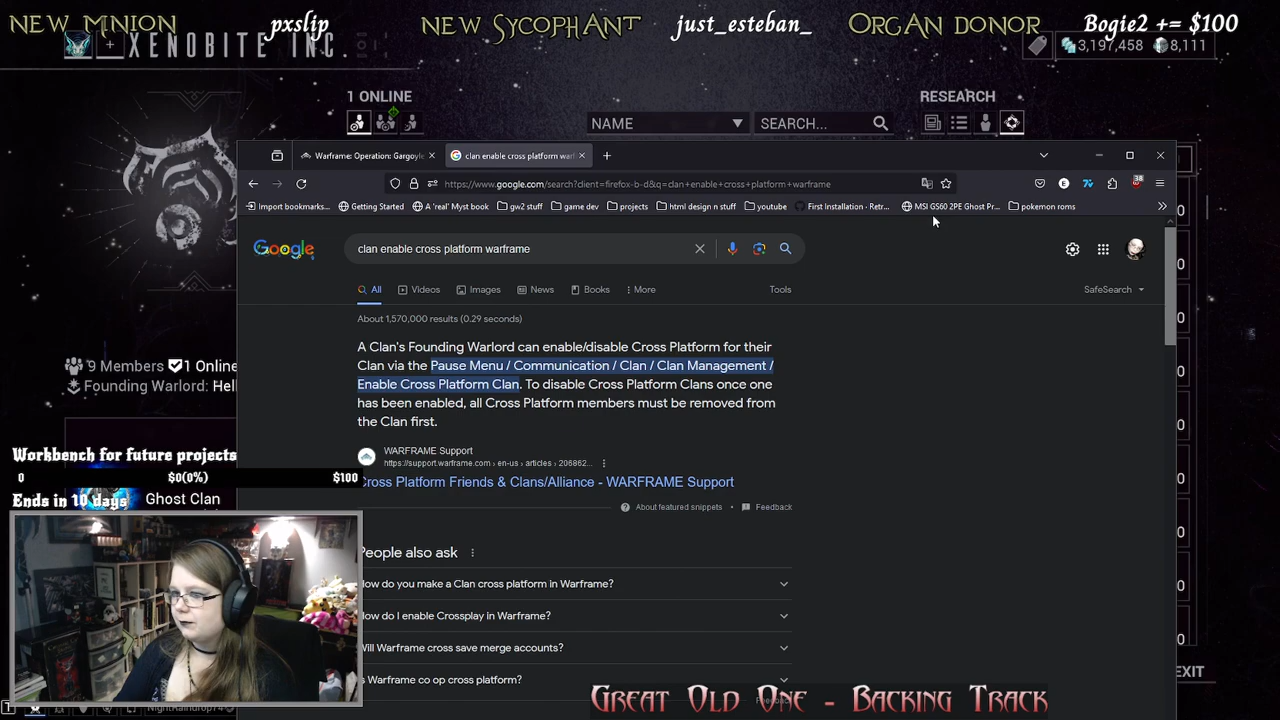 NEW MINION
pxslip
NEW SYCOPHANT
just_esteban_
ORGAN DONOR
Bogie2 += $100
XENOBITE INC.
3,197,458
8,111
1 ONLINE
RESEARCH
NAME
SEARCH...
Warframe: Operation: Gargoyle
clan enable cross platform warf
https://www.google.com/search?client=firefox-b-d&q=clan+enable+cross+platform+warframe
38
Import bookmarks...
Getting Started
A 'real' Myst book
gw2 stuff
game dev
projects
html design n stuff
youtube
First Installation · Retr...
MSI GS60 2PE Ghost Pr...
pokemon roms
Google
clan enable cross platform warframe
All
Videos
Images
News
Books
More
Tools
SafeSearch
About 1,570,000 results (0.29 seconds)
A Clan's Founding Warlord can enable/disable Cross Platform for their
Clan via the Pause Menu / Communication / Clan / Clan Management /
Enable Cross Platform Clan. To disable Cross Platform Clans once one
has been enabled, all Cross Platform members must be removed from
the Clan first.
9 Members
1 Online
Founding Warlord: Hell
WARFRAME Support
https://support.warframe.com › en-us › articles › 206862...
Cross Platform Friends & Clans/Alliance - WARFRAME Support
About featured snippets
Feedback
Workbench for future projects
0
$0(0%)
$100
Ends in 10 days
Ghost Clan
People also ask
How do you make a Clan cross platform in Warframe?
How do I enable Crossplay in Warframe?
Will Warframe cross save merge accounts?
Is Warframe co op cross platform?
EXIT
Great Old One - Backing Track